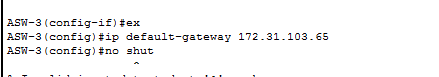 ASW-3(config-if)#ex
ASW-3(config)#ip default-gateway 172.31.103.65
ASW-3(config)#no shut
^